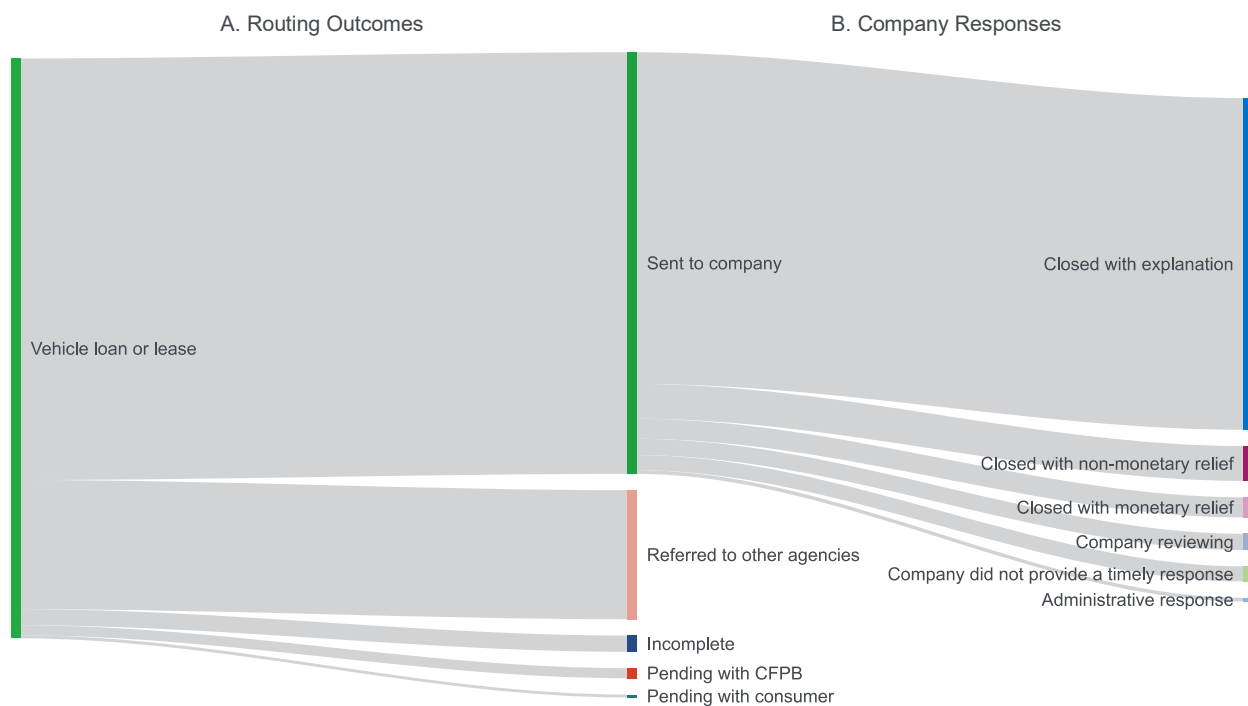 A. Routing Outcomes
B. Company Responses
Vehicle loan or lease
Sent to company
Referred to other agencies
Incomplete
Pending with CFPB
Pending with consumer
Closed with explanation
Closed with non-monetary relief
Closed with monetary relief
Company reviewing
Company did not provide a timely response
Administrative response